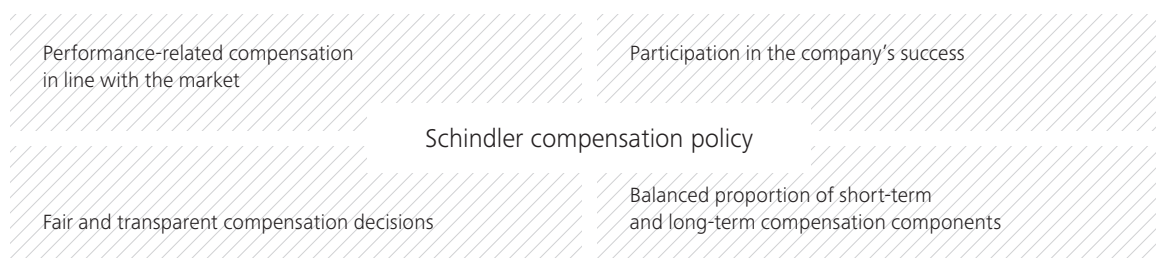 Performance-related compensation
in line with the market
Participation in the company's success
Schindler compensation policy
Fair and transparent compensation decisions
Balanced proportion of short-term
and long-term compensation components